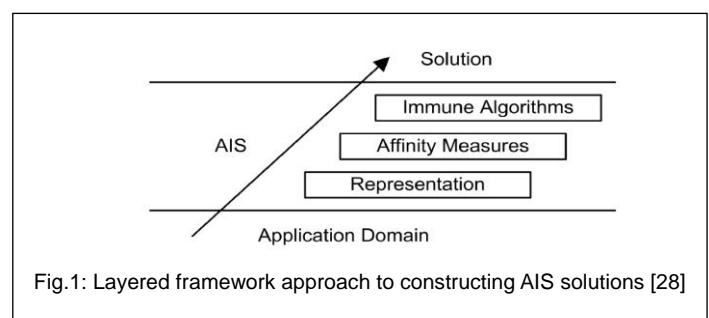 Solution
Immune Algorithms
AIS
Affinity Measures
Representation
Application Domain
Fig.1: Layered framework approach to constructing AIS solutions [28]